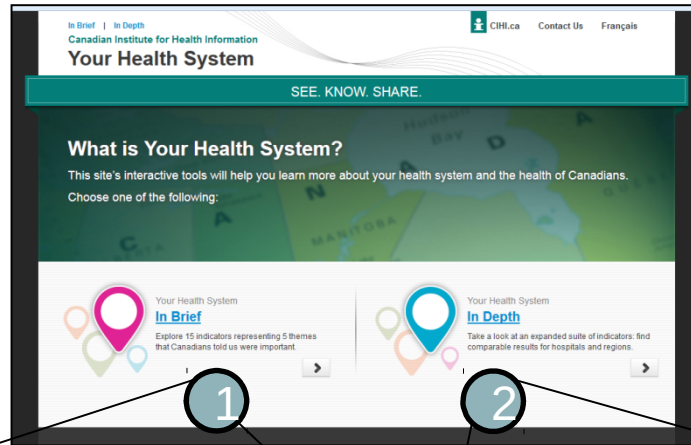 In Brief | In Depth
CIHI.ca Contact Us Français
Canadian Institute for Health Information
Your Health System
SEE. KNOW. SHARE.
Hudson
BAY
CANADA
What is Your Health System?
This site's interactive tools will help you learn more about your health system and the health of Canadians.
Choose one of the following:
MANITOBA
Your Health System
In Brief
Explore 15 indicators representing 5 themes
that Canadians told us were important.
Your Health System
In Depth
Take a look at an expanded suite of indicators: find
comparable results for hospitals and regions.
1
2